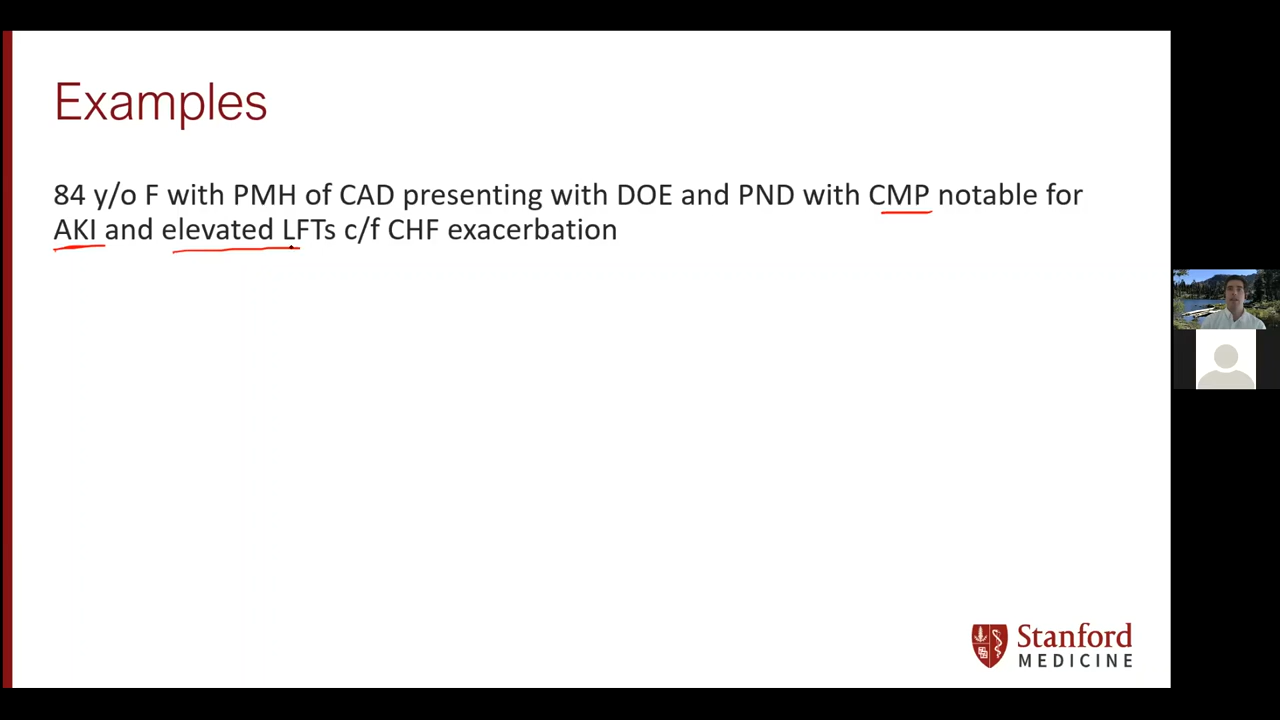 Examples
84 y/o F with PMH of CAD presenting with DOE and PND with CMP notable for
AKI and elevated LFTs c/f CHF exacerbation
Stanford
MEDICINE